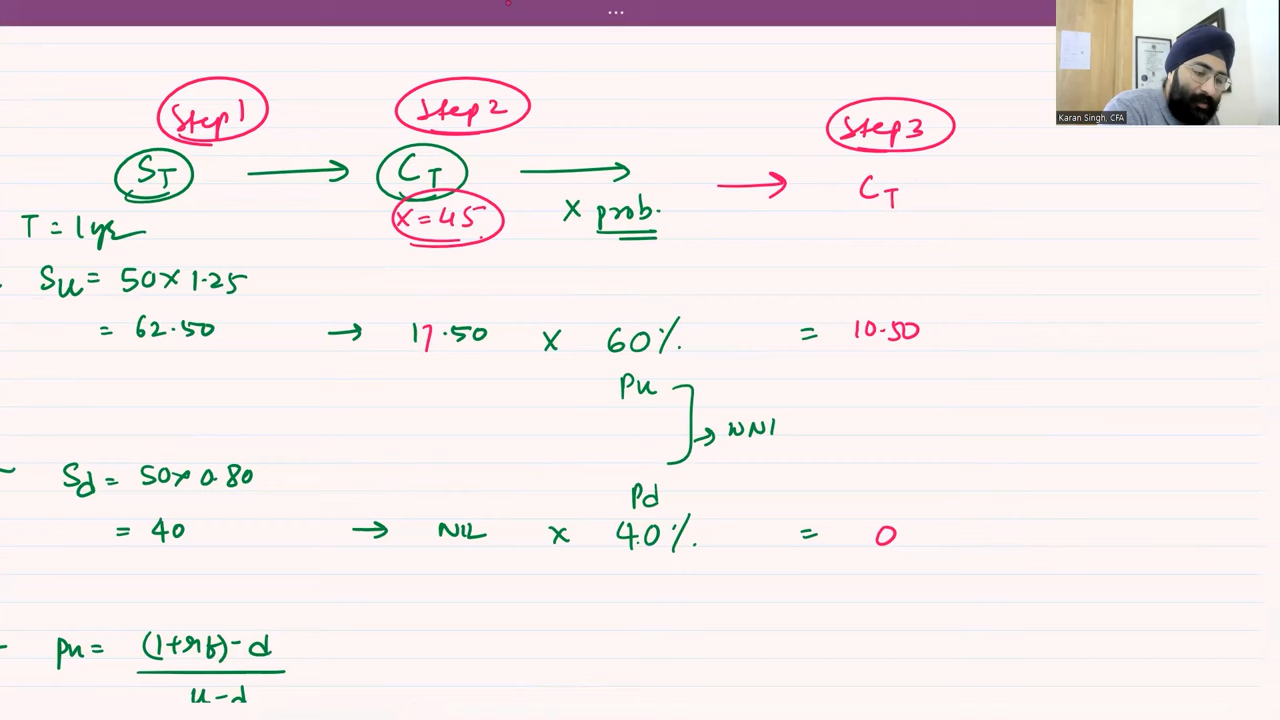 ...
Karan Singh, CFA
Step 1
Step 2
Step 3
ST → CT → → CT
X = 45 X prob.
T = 1 yr
Su = 50 X 1.25
= 62.50 → 17.50 X 60% = 10.50
Pu
Pd
Sd = 50 X 0.80
= 40 → NIL X 40% = 0
Pu = (1+rf) - d
u - d